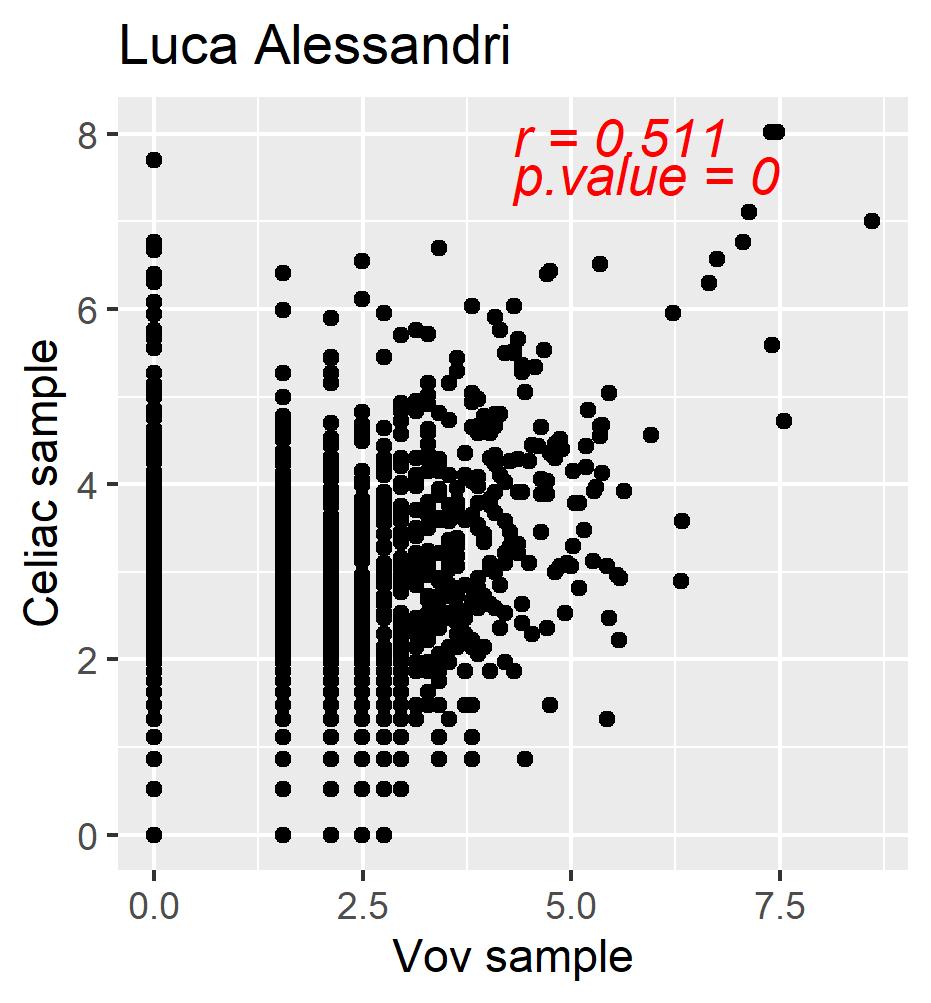 Luca Alessandri
r = 0.511
p.value = 0
8
6
4
2
0
Celiac sample
0.0 2.5 5.0 7.5
Vov sample